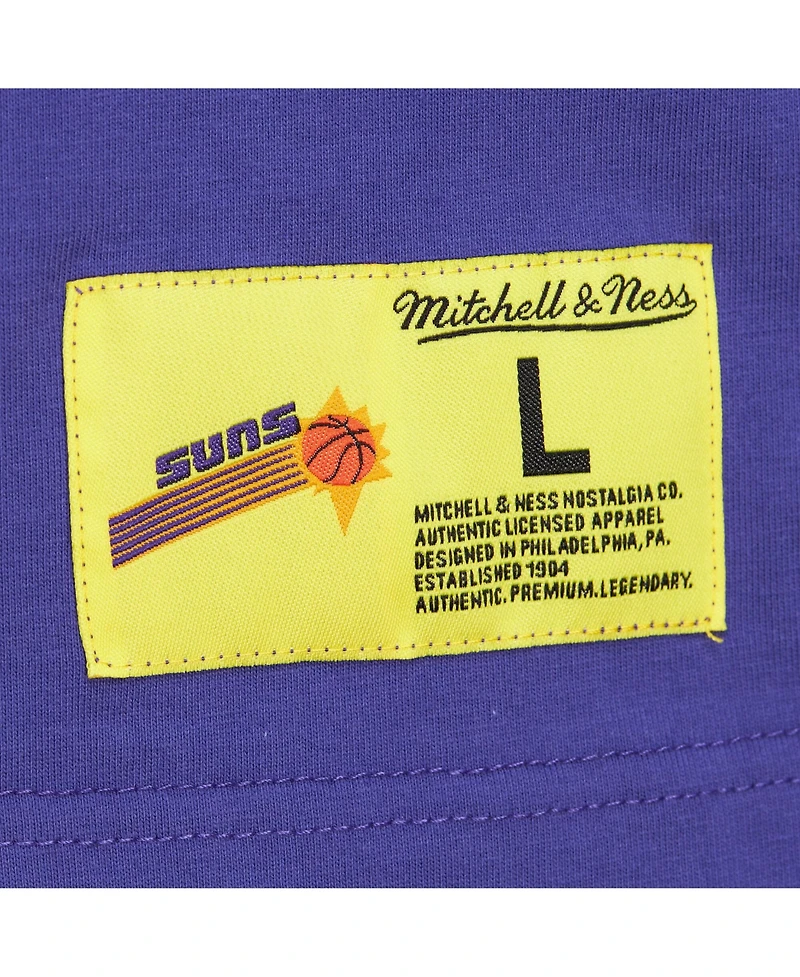 Mitchell & Ness
L
SUNS
MITCHELL & NESS NOSTALGIA CO.
AUTHENTIC LICENSED APPAREL
DESIGNED IN PHILADELPHIA, PA.
ESTABLISHED 1904
AUTHENTIC. PREMIUM. LEGENDARY.